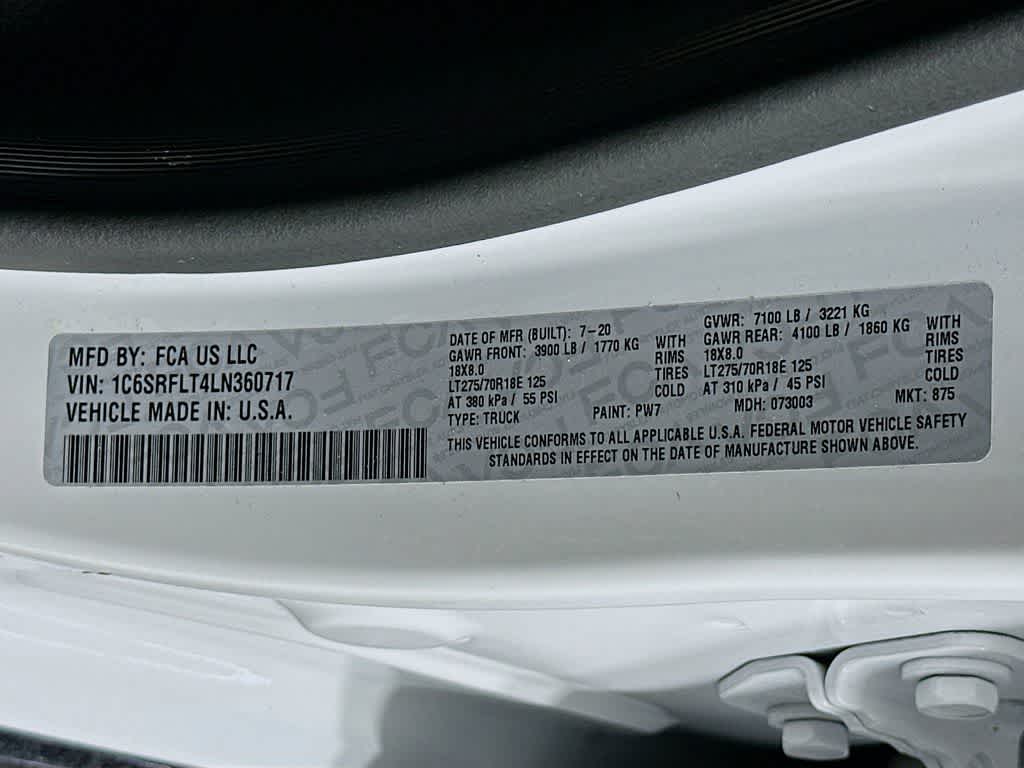 MFD BY: FCA US LLC
VIN: 1C6SRFLT4LN360717
VEHICLE MADE IN: U.S.A.
DATE OF MFR (BUILT): 7-20
GAWR FRONT: 3900 LB / 1770 KG WITH
18X8.0 RIMS
LT275/70R18E 125 TIRES
AT 380 kPa / 55 PSI COLD
TYPE: TRUCK
PAINT: PW7
GVWR: 7100 LB / 3221 KG
GAWR REAR: 4100 LB / 1860 KG WITH
18X8.0 RIMS
LT275/70R18E 125 TIRES
AT 310 kPa / 45 PSI COLD
MDH: 073003
MKT: 875
THIS VEHICLE CONFORMS TO ALL APPLICABLE U.S.A. FEDERAL MOTOR VEHICLE SAFETY
STANDARDS IN EFFECT ON THE DATE OF MANUFACTURE SHOWN ABOVE.